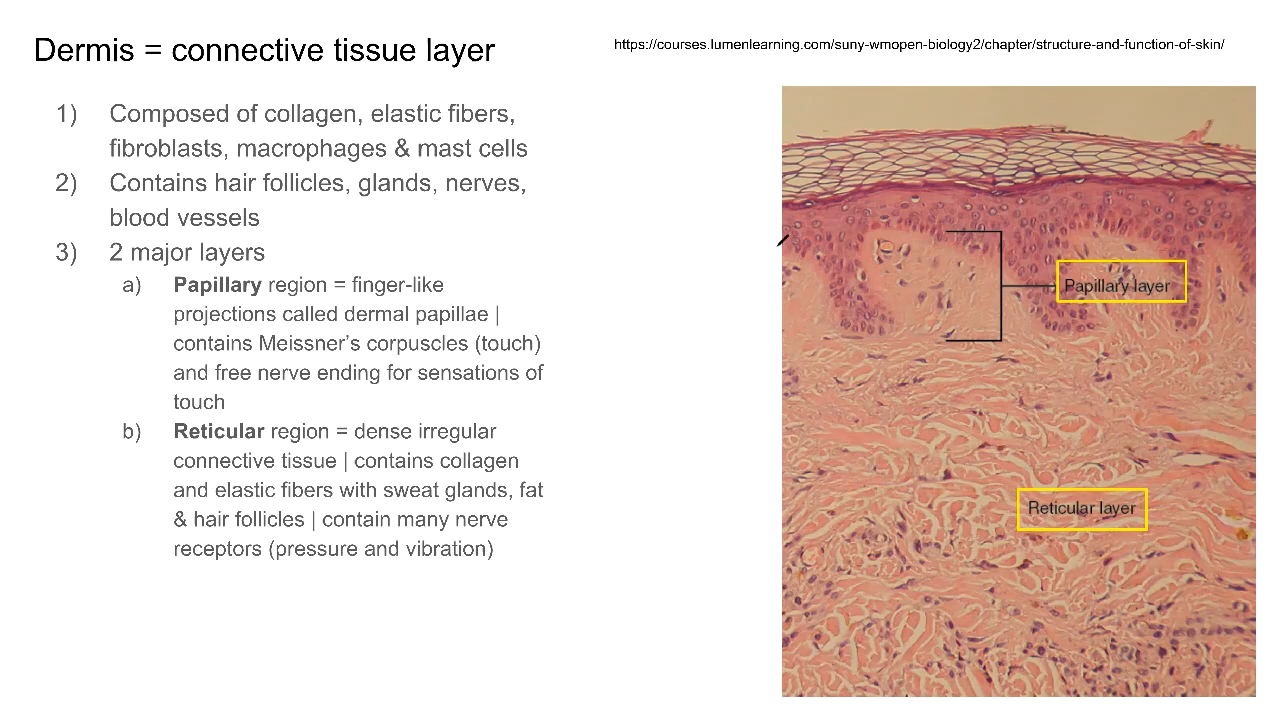 Dermis = connective tissue layer
https://courses.lumenlearning.com/suny-wmopen-biology2/chapter/structure-and-function-of-skin/
1) Composed of collagen, elastic fibers,
fibroblasts, macrophages & mast cells
2) Contains hair follicles, glands, nerves,
blood vessels
3) 2 major layers
a) Papillary region = finger-like
projections called dermal papillae |
contains Meissner’s corpuscles (touch)
and free nerve ending for sensations of
touch
b) Reticular region = dense irregular
connective tissue | contains collagen
and elastic fibers with sweat glands, fat
& hair follicles | contain many nerve
receptors (pressure and vibration)
Papillary layer
Reticular layer